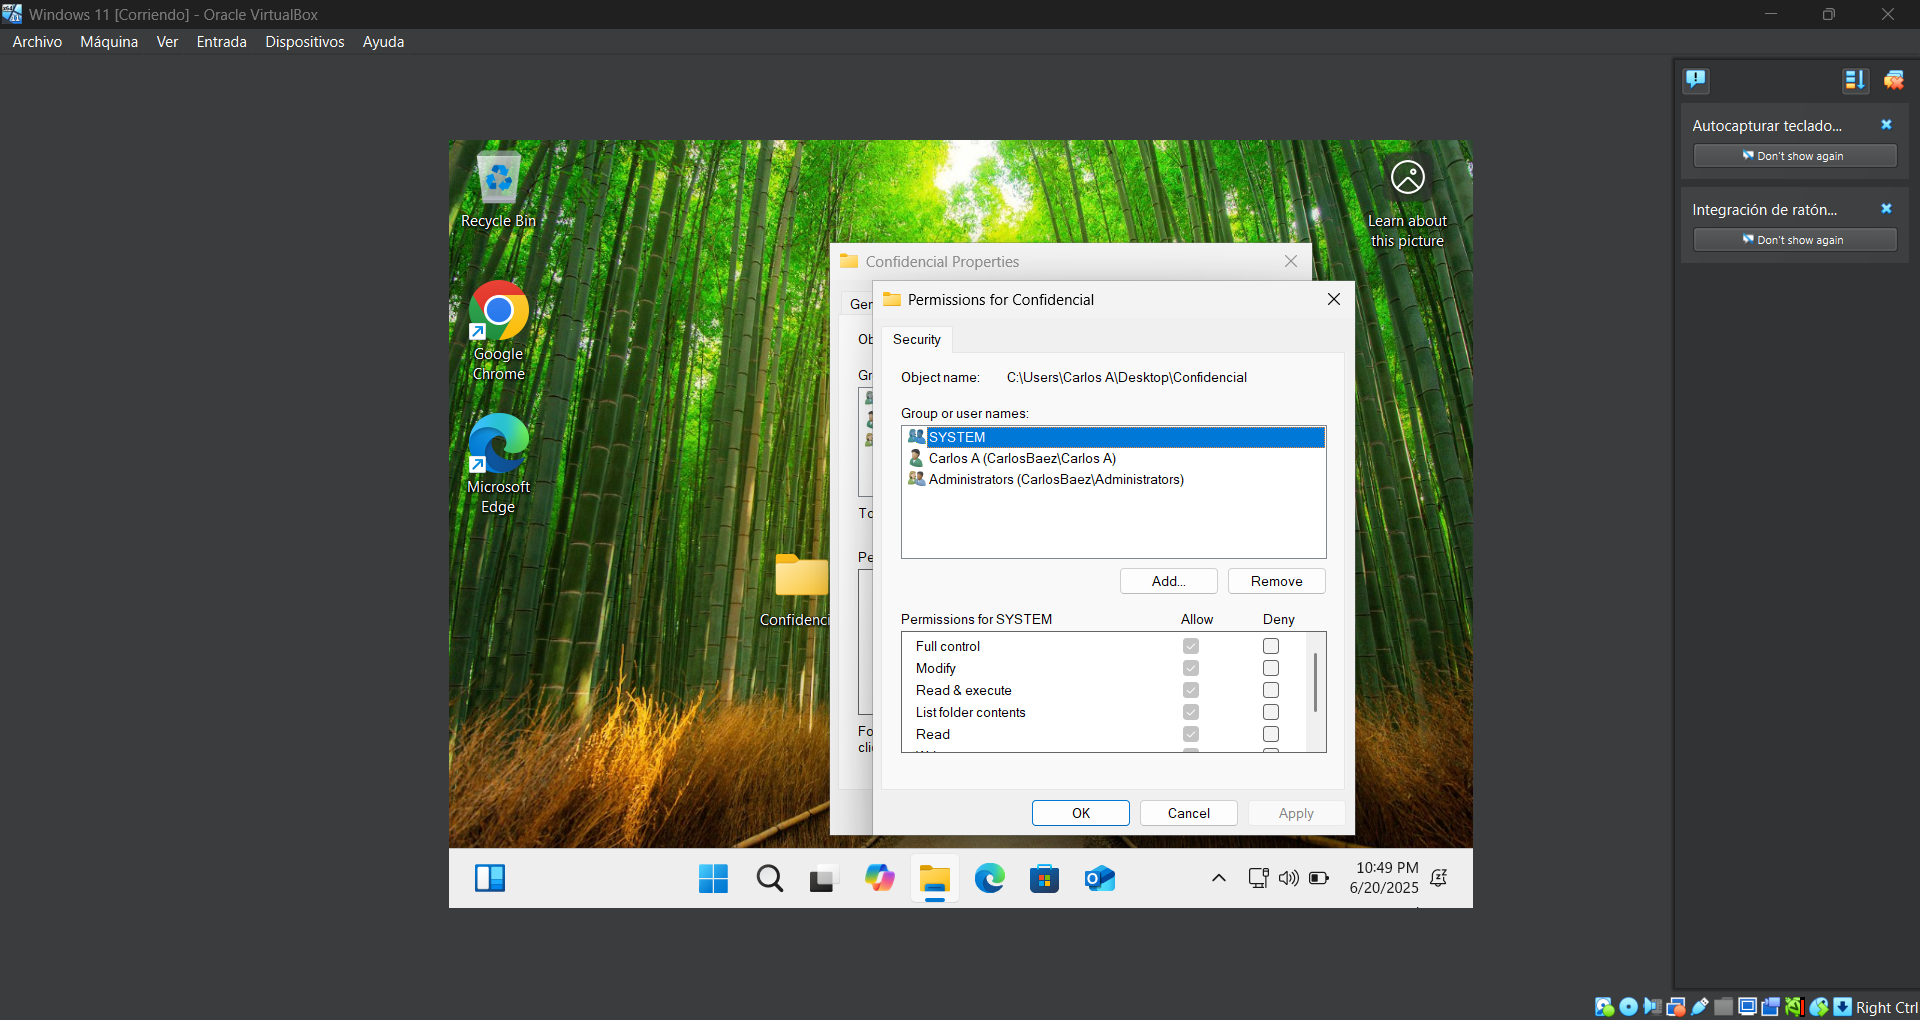 Windows 11 [Corriendo] - Oracle VirtualBox
Archivo Máquina Ver Entrada Dispositivos Ayuda
Autocapturar teclado...
Don't show again
Integración de ratón...
Don't show again
Recycle Bin
Learn about
this picture
Google
Chrome
Microsoft
Edge
Confidenci
Confidencial Properties
Ger
Ob
Gr
To
Pe
Fo
clic
Permissions for Confidencial
Security
Object name: C:\Users\Carlos A\Desktop\Confidencial
Group or user names:
SYSTEM
Carlos A (CarlosBaez\Carlos A)
Administrators (CarlosBaez\Administrators)
Add... Remove
Permissions for SYSTEM Allow Deny
Full control
Modify
Read & execute
List folder contents
Read
OK Cancel Apply
10:49 PM
6/20/2025
Right Ctrl